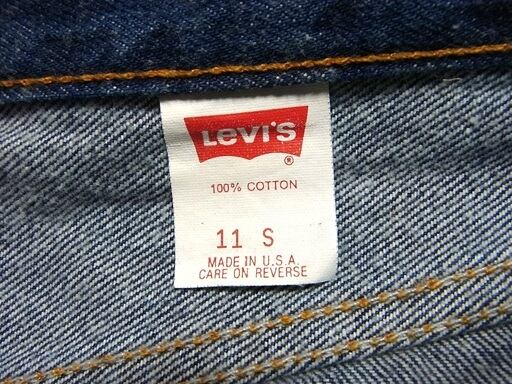 Levi's
®
100% COTTON
11 S
MADE IN U.S.A.
CARE ON REVERSE